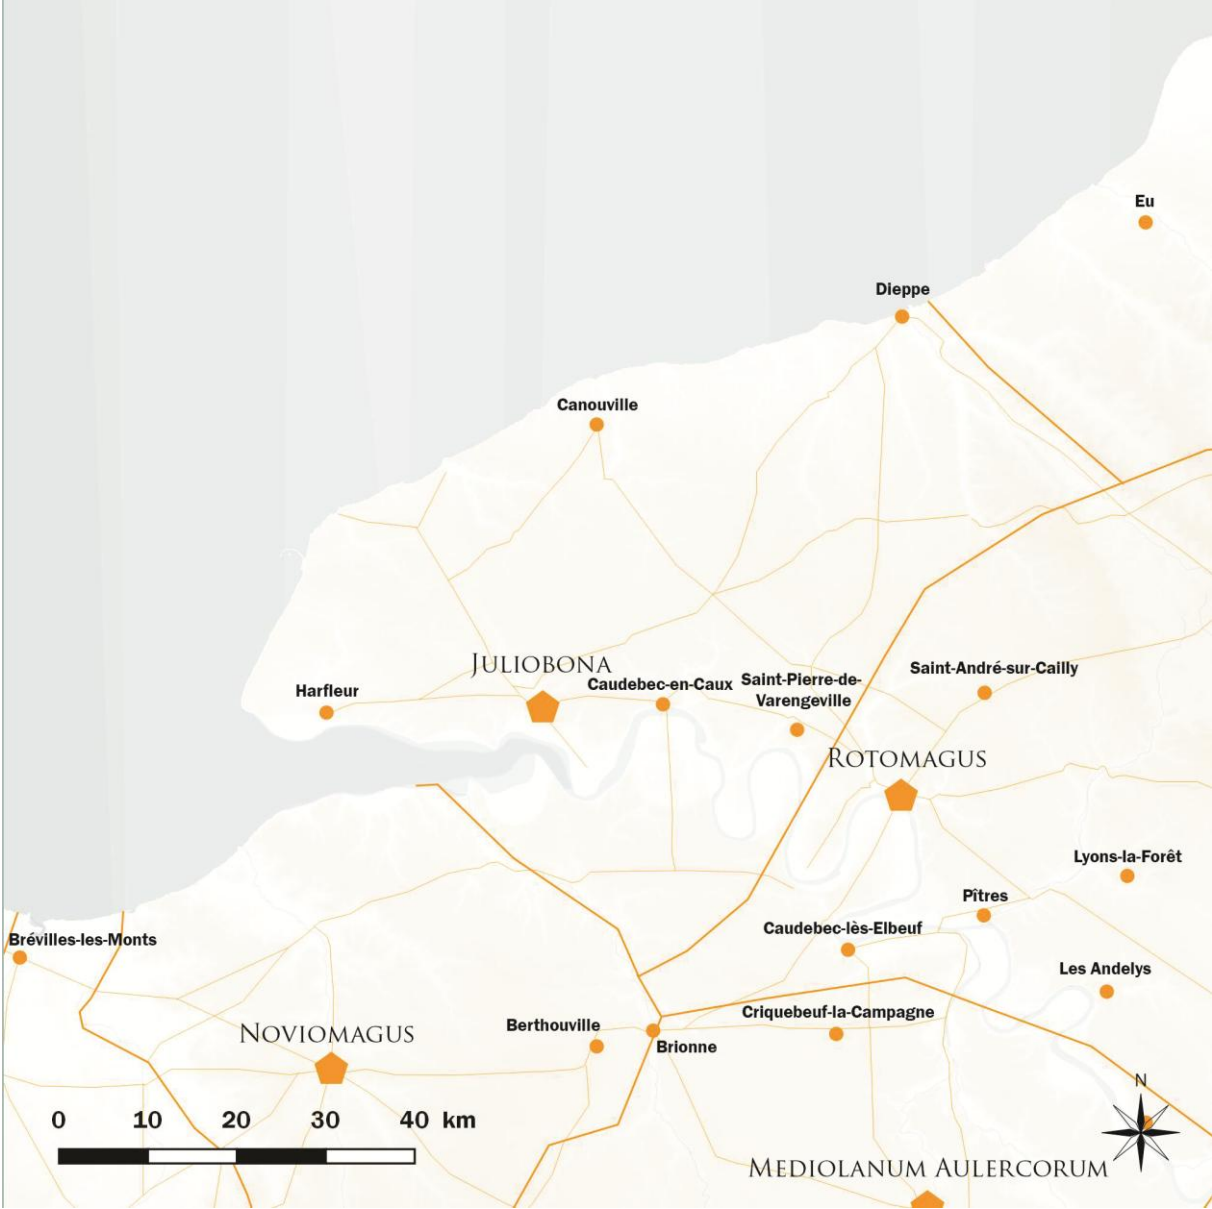 Eu
Dieppe
Canouville
Juliobona
Harfleur
Caudebec-en-Caux
Saint-Pierre-de-
Varengeville
Saint-André-sur-Cailly
Rotomagus
Lyons-la-Forêt
Pîtres
Caudebec-lès-Elbeuf
Brévilles-les-Monts
Les Andelys
Criquebeuf-la-Campagne
Berthouville
Noviomagus
Brionne
N
0 10 20 30 40 km
Mediolanum Aulercorum